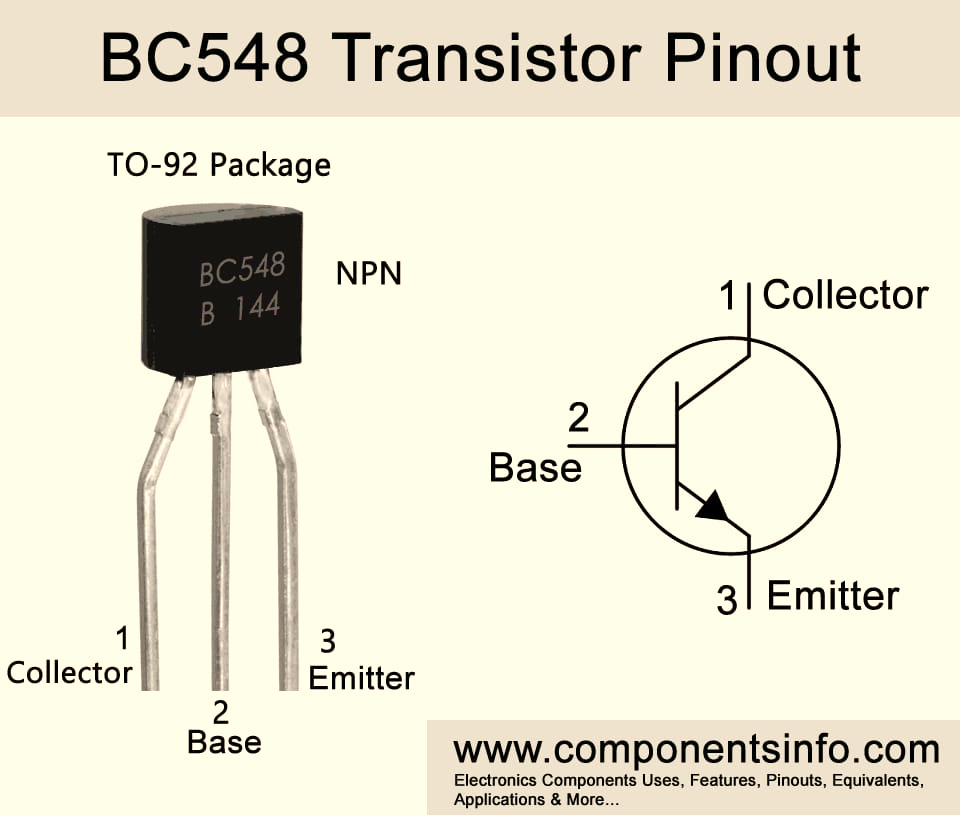 BC548 Transistor Pinout
TO-92 Package
BC548
B 144
NPN
1
Collector
2
Base
3
Emitter
1 Collector
2
Base
3 Emitter
www.componentsinfo.com
Electronics Components Uses, Features, Pinouts, Equivalents,
Applications & More...